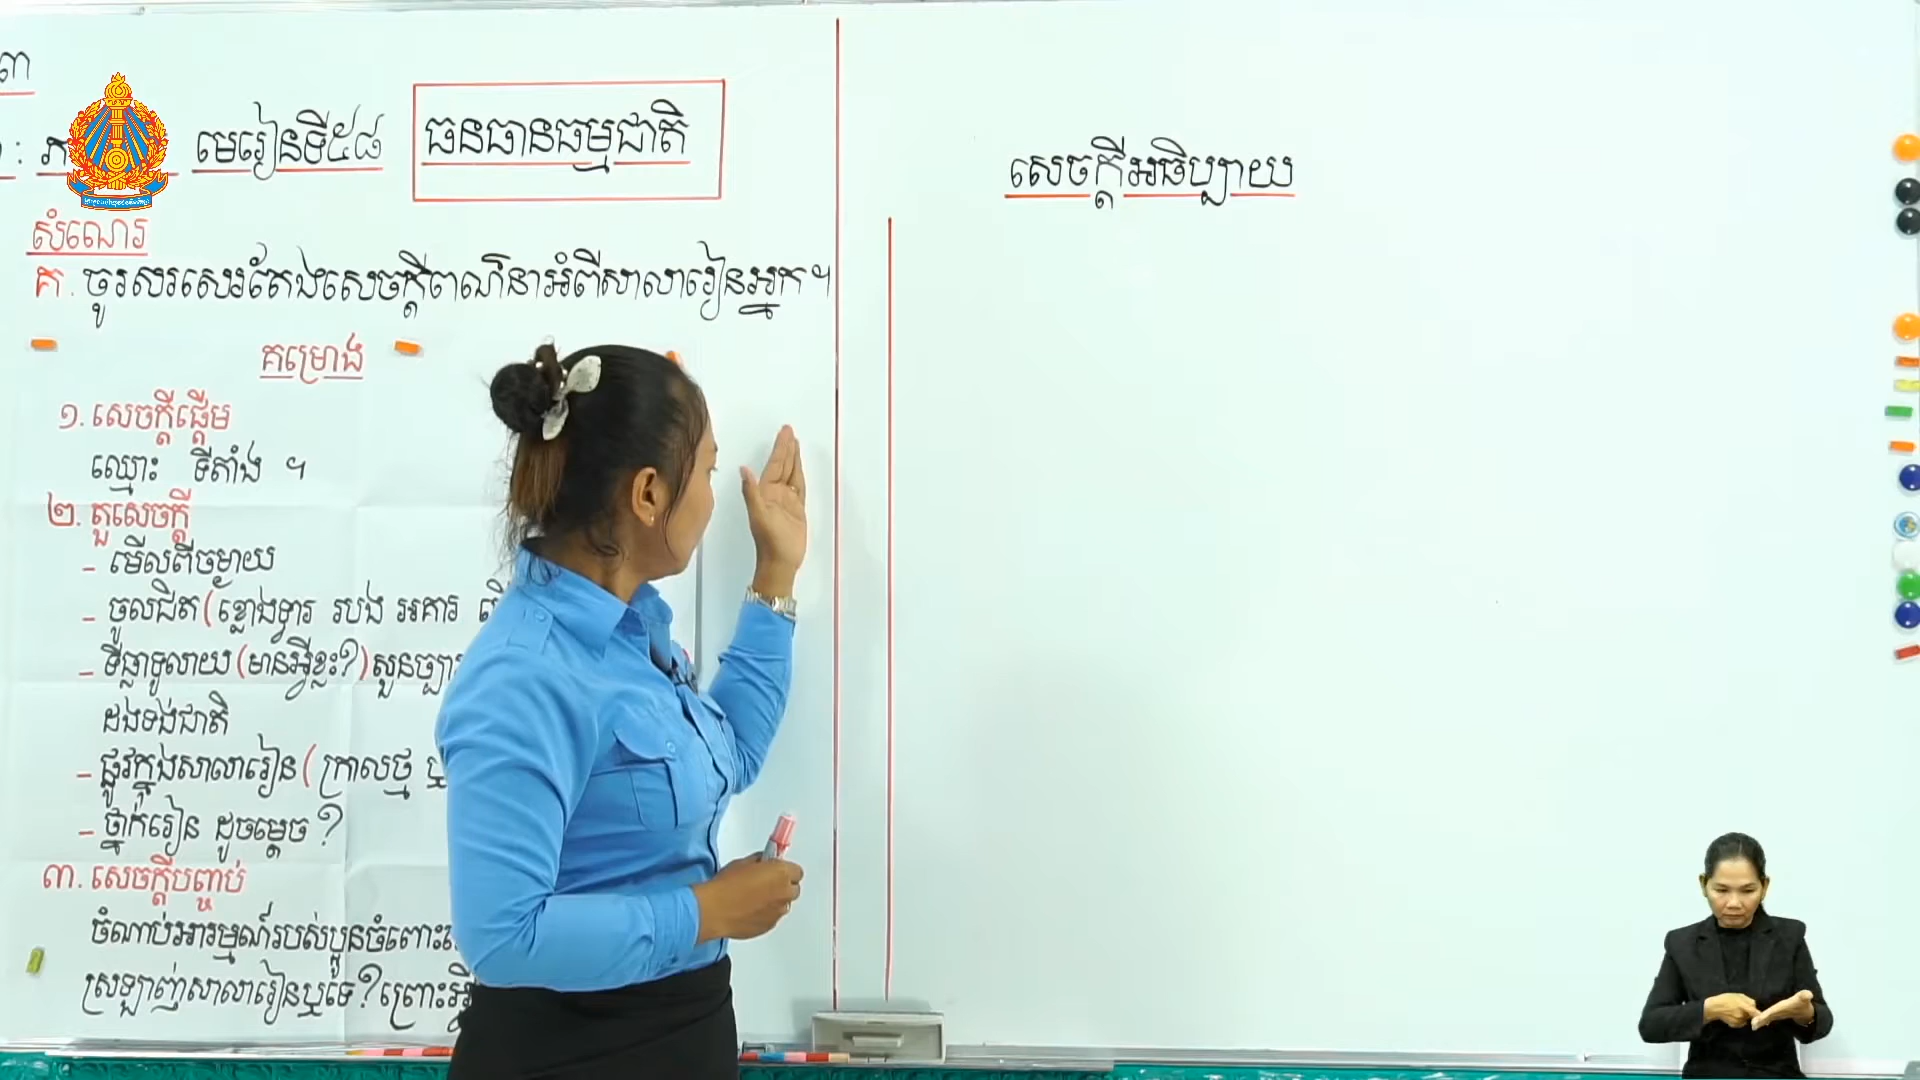 ៣
: ភ មេរៀនទី៥៨ ធនធានធម្មជាតិ
សំណេរ
គ. ចូរសរសេរតែងសេចក្ដីពណ៌នាអំពីសាលារៀនអ្នក។
គម្រោង
១. សេចក្ដីផ្ដើម
ឈ្មោះ ទីតាំង ។
២. តួសេចក្ដី
- មើលពីចម្ងាយ
- ចូលជិត (ខ្លោងទ្វារ របង អគារ
- ទីធ្លាទូលាយ (មានអ្វីខ្លះ?) សួនច្បារ
ដងទង់ជាតិ
- ផ្លូវក្នុងសាលារៀន ( ក្រាលថ្ម ឬ
- ថ្នាក់រៀន ដូចម្ដេច ?
៣. សេចក្ដីបញ្ចប់
ចំណាប់អារម្មណ៍របស់ប្អូនចំពោះ
ស្រឡាញ់សាលារៀនឬទេ? ព្រោះអ្វី
សេចក្ដីអធិប្បាយ